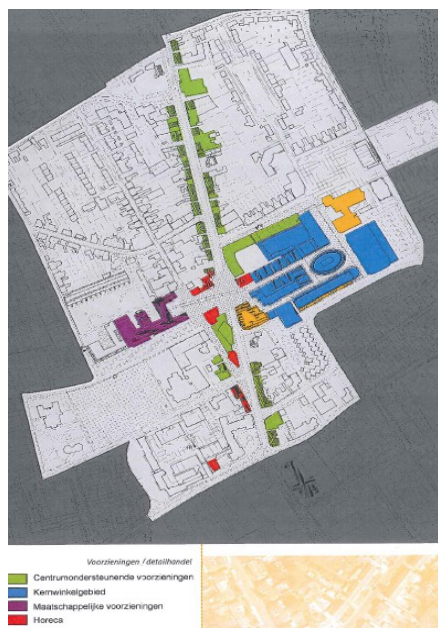 Voorzieningen / detailhandel
Centrumondersteunende voorzieningen
Kernwinkelgebied
Maatschappelijke voorzieningen
Horeca